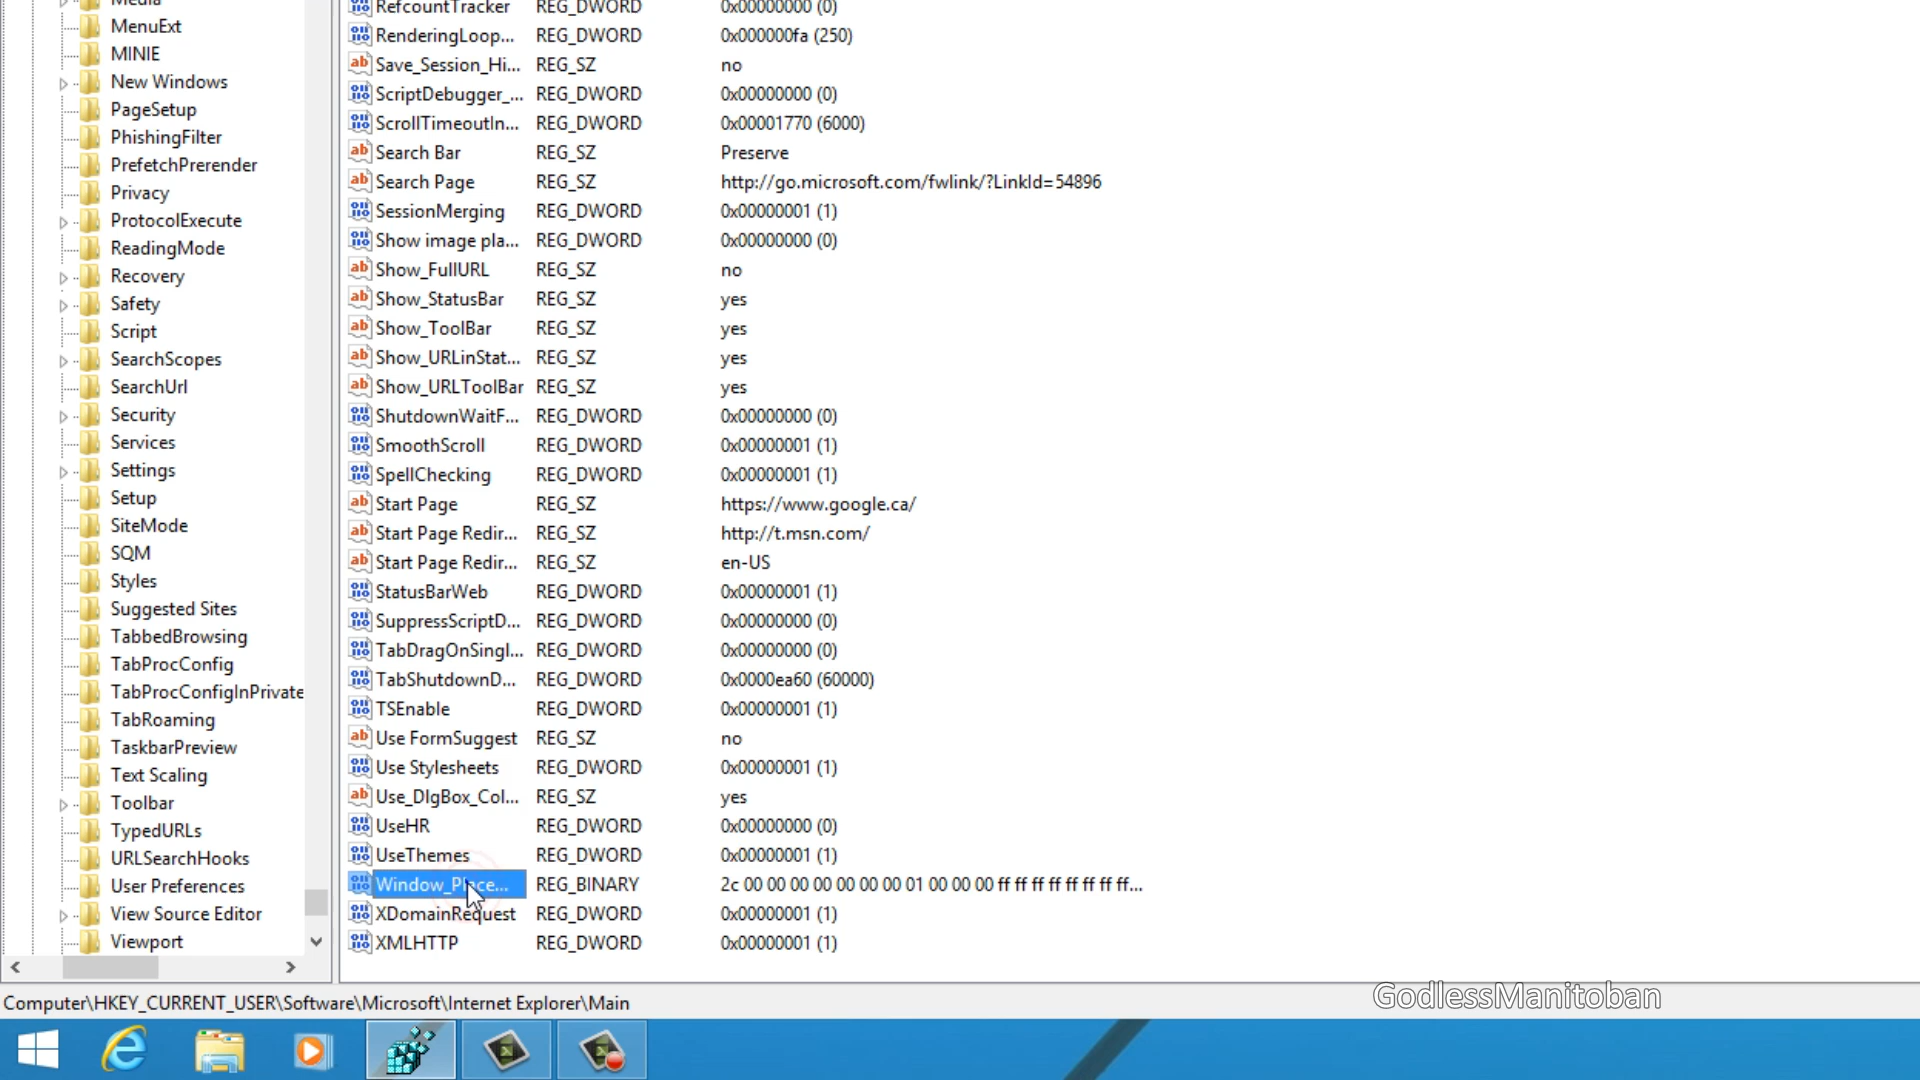 Media
MenuExt
MINIE
New Windows
PageSetup
PhishingFilter
PrefetchPrerender
Privacy
ProtocolExecute
ReadingMode
Recovery
Safety
Script
SearchScopes
SearchUrl
Security
Services
Settings
Setup
SiteMode
SQM
Styles
Suggested Sites
TabbedBrowsing
TabProcConfig
TabProcConfigInPrivate
TabRoaming
TaskbarPreview
Text Scaling
Toolbar
TypedURLs
URLSearchHooks
User Preferences
View Source Editor
Viewport
RefcountTracker REG_DWORD 0x00000000 (0)
RenderingLoop... REG_DWORD 0x000000fa (250)
Save_Session_Hi... REG_SZ no
ScriptDebugger_... REG_DWORD 0x00000000 (0)
ScrollTimeoutIn... REG_DWORD 0x00001770 (6000)
Search Bar REG_SZ Preserve
Search Page REG_SZ http://go.microsoft.com/fwlink/?LinkId=54896
SessionMerging REG_DWORD 0x00000001 (1)
Show image pla... REG_DWORD 0x00000000 (0)
Show_FullURL REG_SZ no
Show_StatusBar REG_SZ yes
Show_ToolBar REG_SZ yes
Show_URLinStat... REG_SZ yes
Show_URLToolBar REG_SZ yes
ShutdownWaitF... REG_DWORD 0x00000000 (0)
SmoothScroll REG_DWORD 0x00000001 (1)
SpellChecking REG_DWORD 0x00000001 (1)
Start Page REG_SZ https://www.google.ca/
Start Page Redir... REG_SZ http://t.msn.com/
Start Page Redir... REG_SZ en-US
StatusBarWeb REG_DWORD 0x00000001 (1)
SuppressScriptD... REG_DWORD 0x00000000 (0)
TabDragOnSingl... REG_DWORD 0x00000000 (0)
TabShutdownD... REG_DWORD 0x0000ea60 (60000)
TSEnable REG_DWORD 0x00000001 (1)
Use FormSuggest REG_SZ no
Use Stylesheets REG_DWORD 0x00000001 (1)
Use_DlgBox_Col... REG_SZ yes
UseHR REG_DWORD 0x00000000 (0)
UseThemes REG_DWORD 0x00000001 (1)
Window_Place... REG_BINARY 2c 00 00 00 00 00 00 00 01 00 00 00 ff ff ff ff ff ff ff ff...
XDomainRequest REG_DWORD 0x00000001 (1)
XMLHTTP REG_DWORD 0x00000001 (1)
Computer\HKEY_CURRENT_USER\Software\Microsoft\Internet Explorer\Main
GodlessManitoban